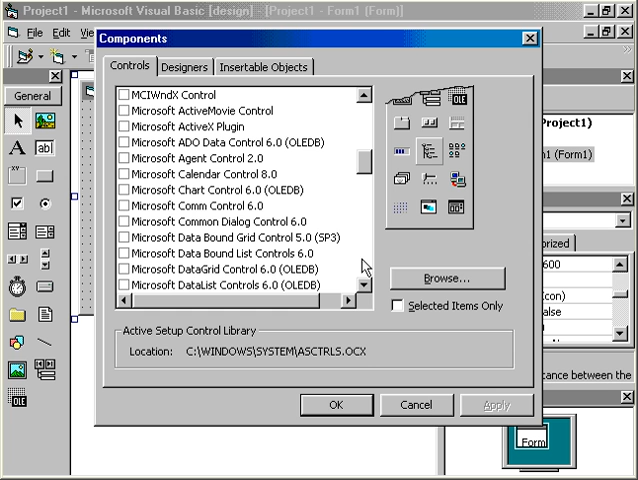 Project1 - Microsoft Visual Basic [design] - [Project1 - Form1 (Form)]
File Edit
Components
Controls Designers Insertable Objects
General
MCIWndX Control
Microsoft ActiveMovie Control
Microsoft ActiveX Plugin
Microsoft ADO Data Control 6.0 (OLEDB)
Microsoft Agent Control 2.0
Microsoft Calendar Control 8.0
Microsoft Chart Control 6.0 (OLEDB)
Microsoft Comm Control 6.0
Microsoft Common Dialog Control 6.0
Microsoft Data Bound Grid Control 5.0 (SP3)
Microsoft Data Bound List Controls 6.0
Microsoft DataGrid Control 6.0 (OLEDB)
Microsoft DataList Controls 6.0 (OLEDB)
OLE
A
ab
xy
OLE
Browse...
Selected Items Only
Active Setup Control Library
Location: C:\WINDOWS\SYSTEM\ASCTRLS.OCX
OK Cancel Apply
Project1)
m1 (Form1)
orized
600
Icon)
alse
tance between the
Form